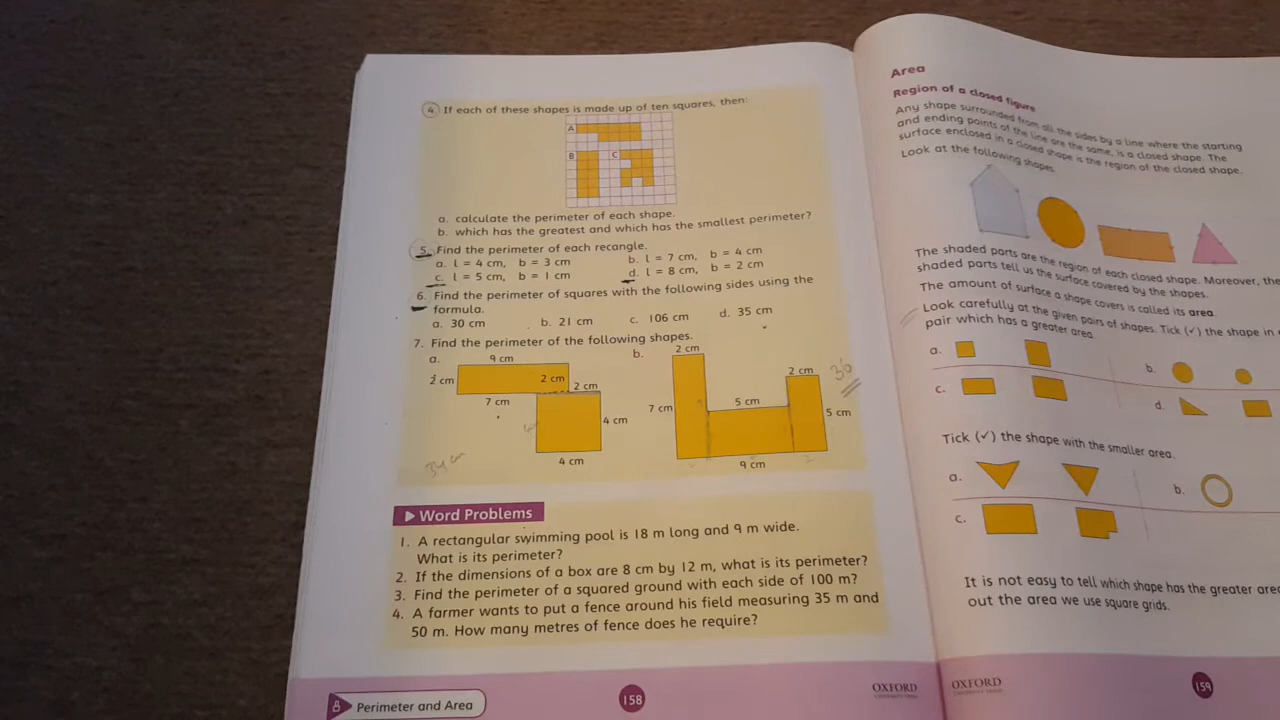 4. If each of these shapes is made up of ten squares, then:
A
B
C
a. calculate the perimeter of each shape.
b. which has the greatest and which has the smallest perimeter?
5. Find the perimeter of each recangle.
a. l = 4 cm, b = 3 cm
b. l = 7 cm, b = 4 cm
c. l = 5 cm, b = 1 cm
d. l = 8 cm, b = 2 cm
6. Find the perimeter of squares with the following sides using the
formula.
a. 30 cm b. 21 cm c. 106 cm d. 35 cm
7. Find the perimeter of the following shapes.
a.
9 cm
2 cm
2 cm
2 cm
7 cm
4 cm
4 cm
34 cm
b.
2 cm
2 cm
7 cm
5 cm
5 cm
9 cm
36
Word Problems
1. A rectangular swimming pool is 18 m long and 9 m wide.
What is its perimeter?
2. If the dimensions of a box are 8 cm by 12 m, what is its perimeter?
3. Find the perimeter of a squared ground with each side of 100 m?
4. A farmer wants to put a fence around his field measuring 35 m and
50 m. How many metres of fence does he require?
8 Perimeter and Area
158
OXFORD
UNIVERSITY PRESS
Area
Region of a closed figure
Any shape surrounded from all the sides by a line where the starting
and ending points of the line are the same, is a closed shape. The
surface enclosed in a closed shape is the region of the closed shape.
Look at the following shapes.
The shaded parts are the region of each closed shape. Moreover, the
shaded parts tell us the surface covered by the shapes.
The amount of surface a shape covers is called its area.
Look carefully at the given pairs of shapes. Tick (✓) the shape in
pair which has a greater area.
a.
b.
c.
d.
Tick (✓) the shape with the smaller area.
a.
b.
c.
It is not easy to tell which shape has the greater
out the area we use square grids.
OXFORD
UNIVERSITY PRESS
159